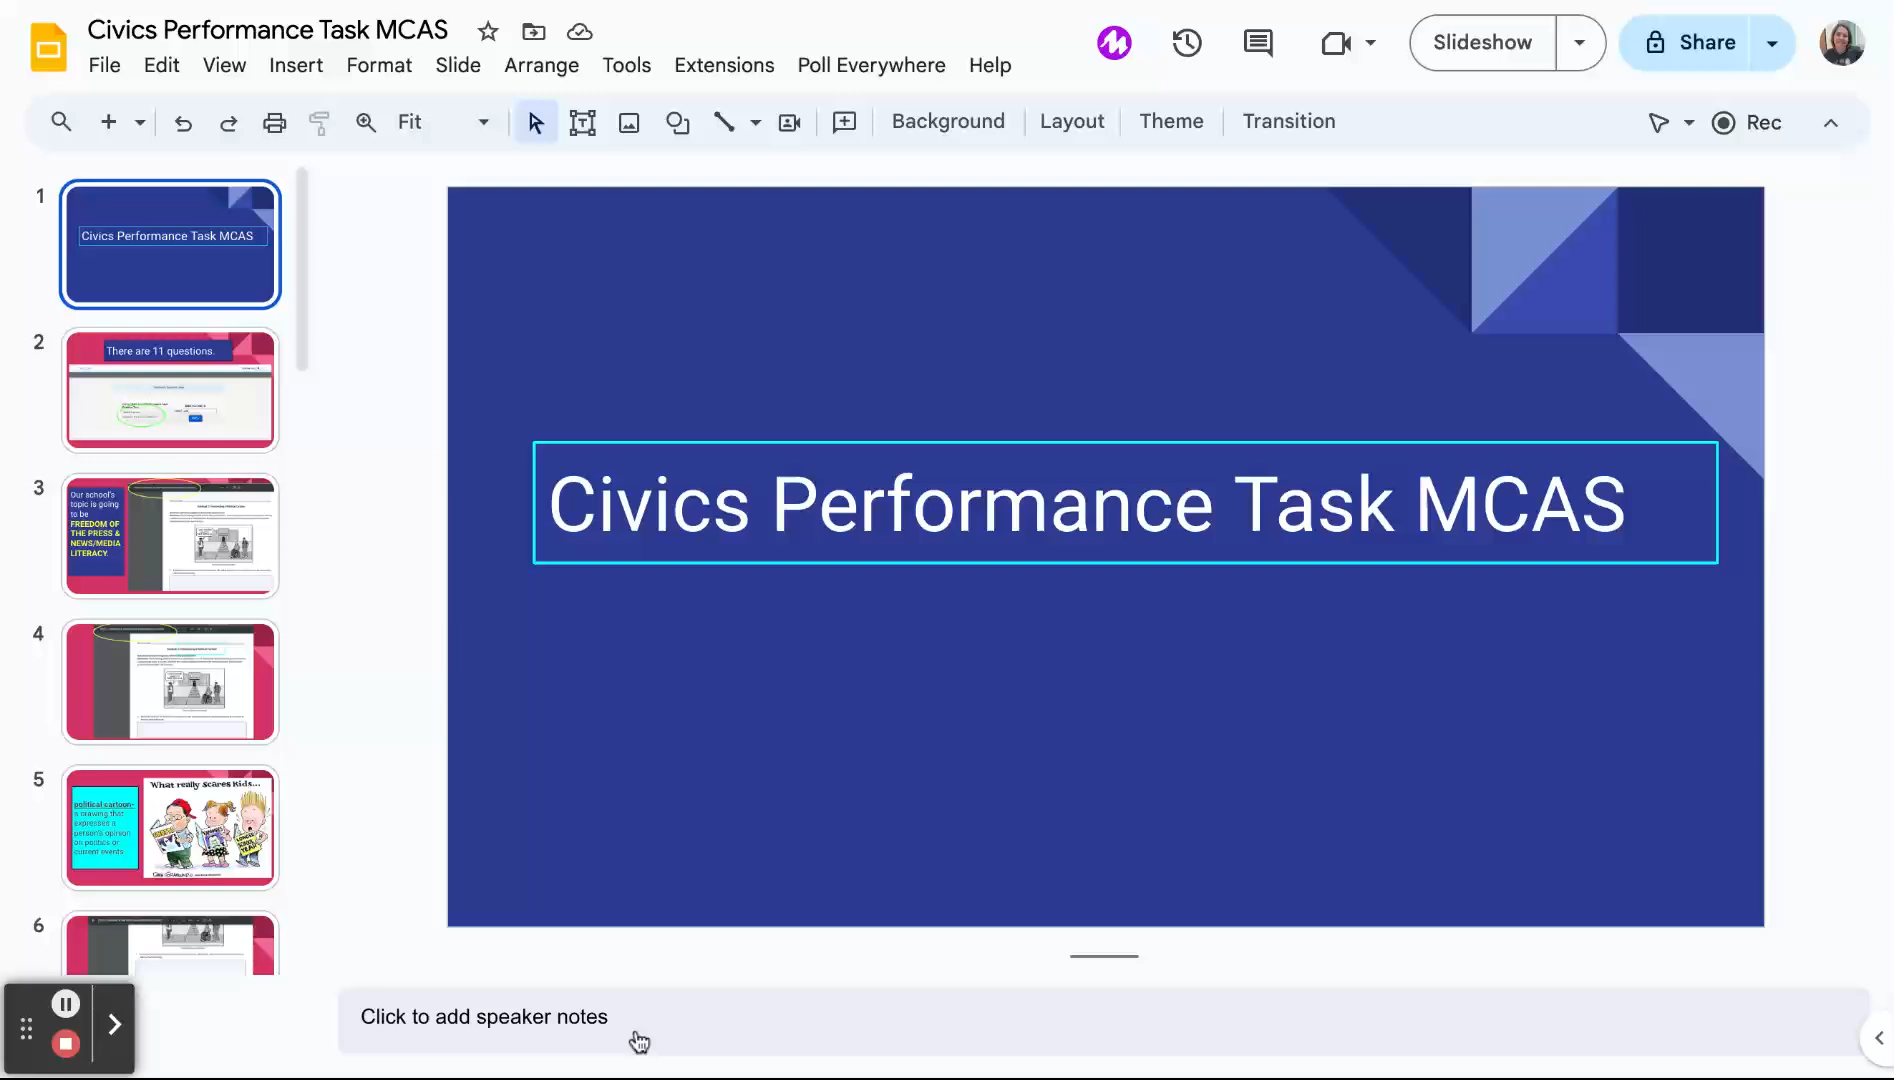 Civics Performance Task MCAS
File Edit View Insert Format Slide Arrange Tools Extensions Poll Everywhere Help
Slideshow
Share
Fit
Background Layout Theme Transition
Rec
1
Civics Performance Task MCAS
2
There are 11 questions.
3
Our school's
topic is going
to be
FREEDOM OF
THE PRESS &
NEWS/MEDIA
LITERACY.
4
5
political cartoon-
a drawing that
expresses a
person's opinion
on politics or
current events
What really scares kids...
6
Civics Performance Task MCAS
Click to add speaker notes